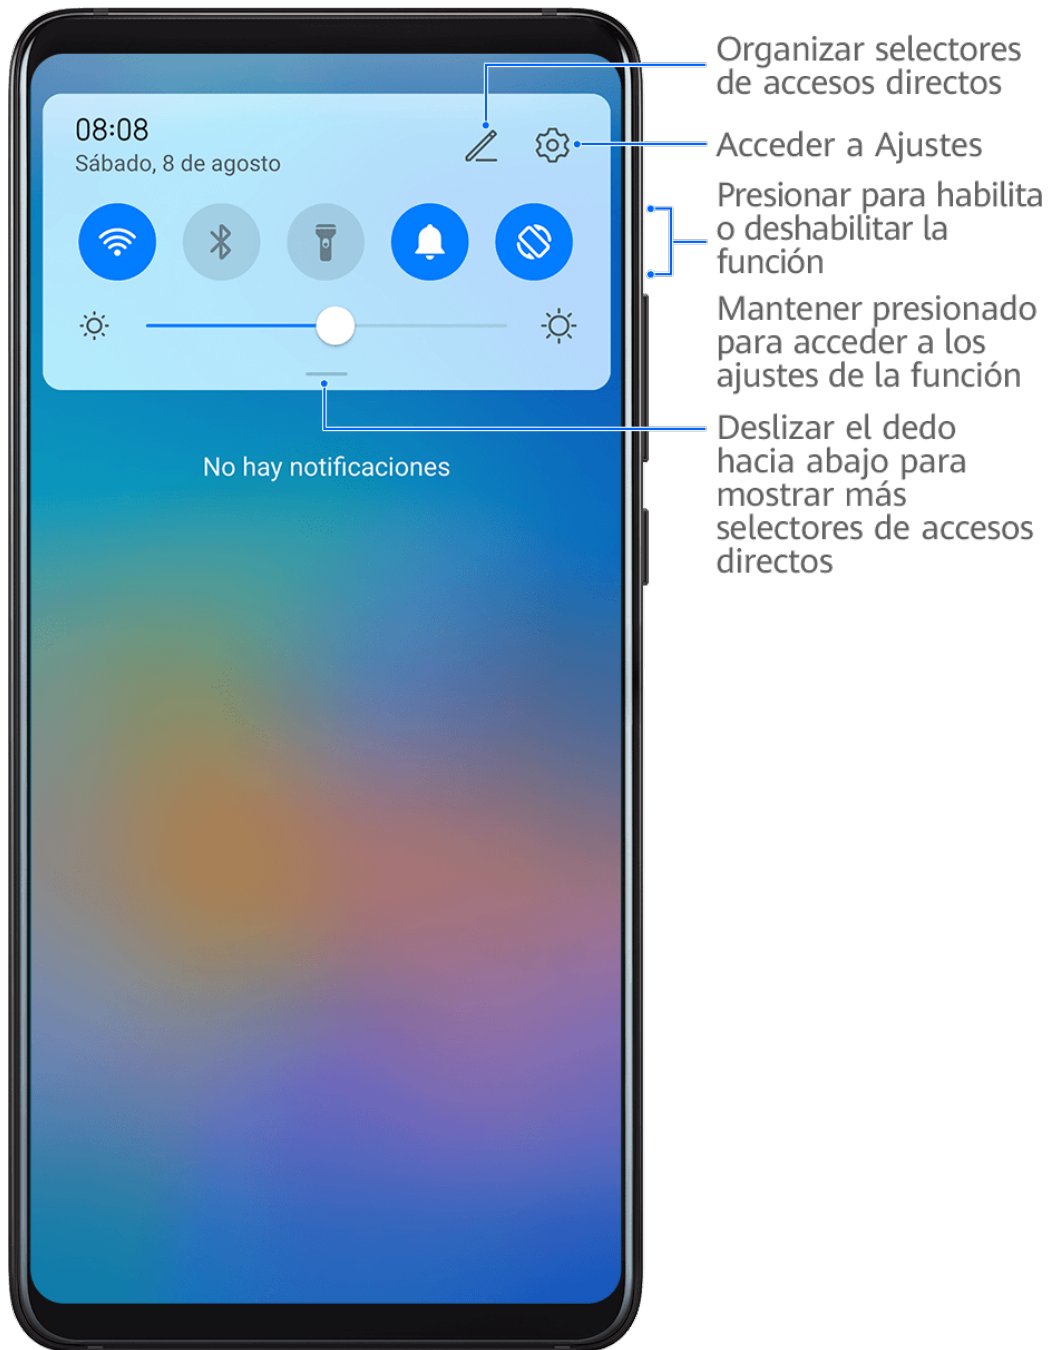 08:08
Sábado, 8 de agosto
No hay notificaciones
Organizar selectores
de accesos directos
Acceder a Ajustes
Presionar para habilita
o deshabilitar la
función
Mantener presionado
para acceder a los
ajustes de la función
Deslizar el dedo
hacia abajo para
mostrar más
selectores de accesos
directos